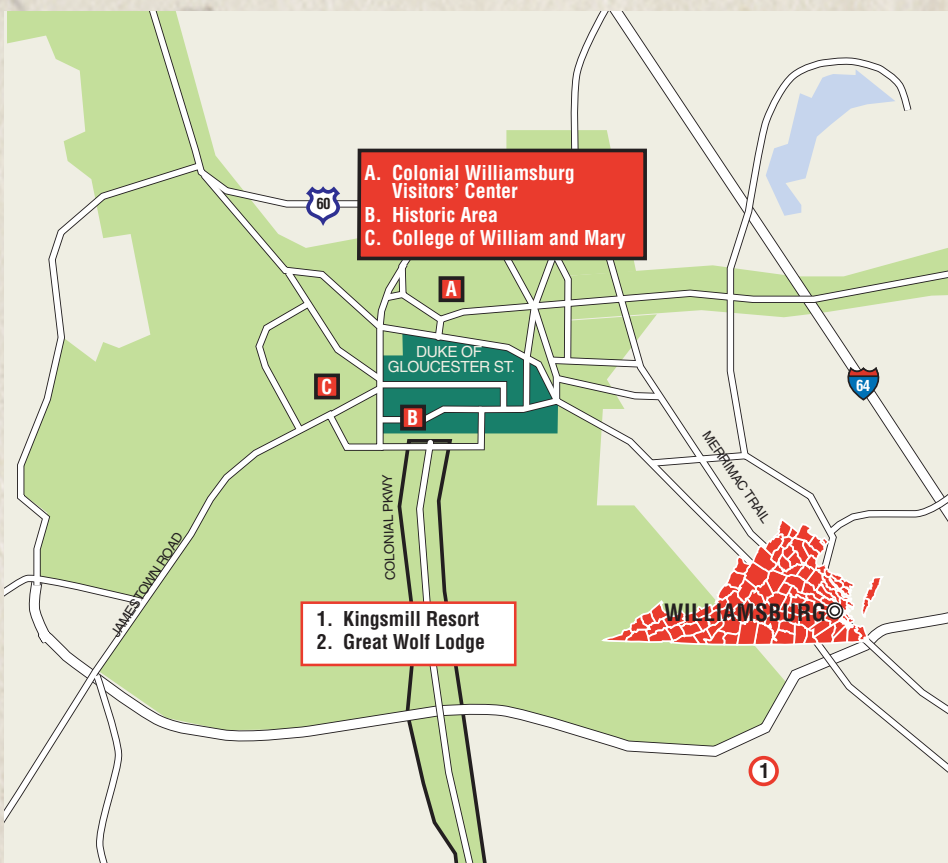 A. Colonial Williamsburg
Visitors' Center
B. Historic Area
C. College of William and Mary
60
A
DUKE OF
GLOUCESTER ST.
C
B
64
MERRIMAC TRAIL
COLONIAL PKWY
JAMESTOWN ROAD
WILLIAMSBURG
1. Kingsmill Resort
2. Great Wolf Lodge
1